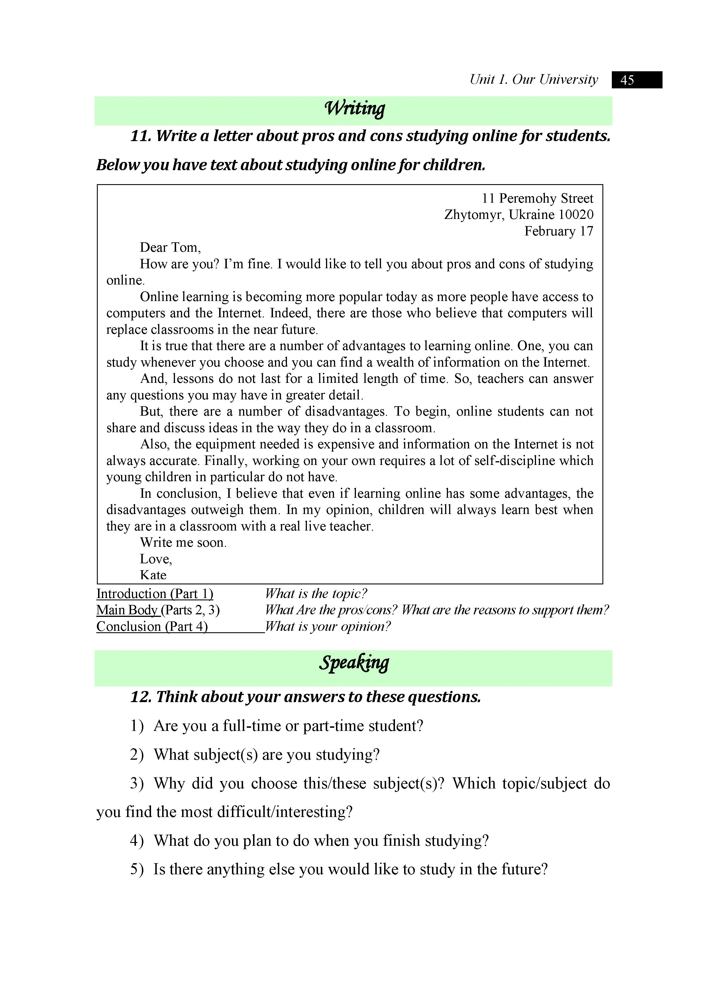 Unit 1. Our University 45
Writing
11. Write a letter about pros and cons studying online for students.
Below you have text about studying online for children.
11 Peremohy Street
Zhytomyr, Ukraine 10020
February 17
Dear Tom,
How are you? I’m fine. I would like to tell you about pros and cons of studying
online.
Online learning is becoming more popular today as more people have access to
computers and the Internet. Indeed, there are those who believe that computers will
replace classrooms in the near future.
It is true that there are a number of advantages to learning online. One, you can
study whenever you choose and you can find a wealth of information on the Internet.
And, lessons do not last for a limited length of time. So, teachers can answer
any questions you may have in greater detail.
But, there are a number of disadvantages. To begin, online students can not
share and discuss ideas in the way they do in a classroom.
Also, the equipment needed is expensive and information on the Internet is not
always accurate. Finally, working on your own requires a lot of self-discipline which
young children in particular do not have.
In conclusion, I believe that even if learning online has some advantages, the
disadvantages outweigh them. In my opinion, children will always learn best when
they are in a classroom with a real live teacher.
Write me soon.
Love,
Kate
Introduction (Part 1) What is the topic?
Main Body (Parts 2, 3) What Are the pros/cons? What are the reasons to support them?
Conclusion (Part 4) What is your opinion?
Speaking
12. Think about your answers to these questions.
1) Are you a full-time or part-time student?
2) What subject(s) are you studying?
3) Why did you choose this/these subject(s)? Which topic/subject do
you find the most difficult/interesting?
4) What do you plan to do when you finish studying?
5) Is there anything else you would like to study in the future?